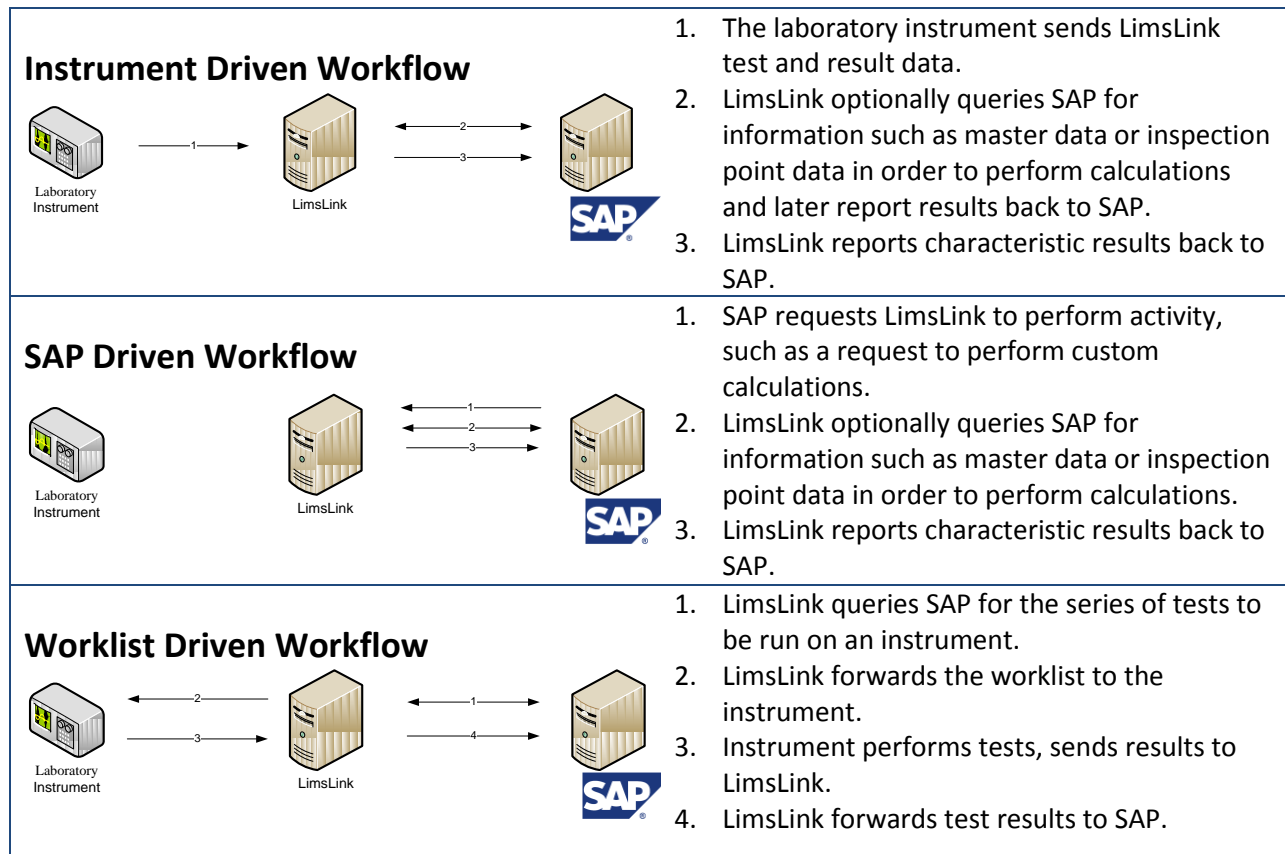 Instrument Driven Workflow
1
2
3
Laboratory
Instrument
LimsLink
SAP
®
1. The laboratory instrument sends LimsLink
test and result data.
2. LimsLink optionally queries SAP for
information such as master data or inspection
point data in order to perform calculations
and later report results back to SAP.
3. LimsLink reports characteristic results back to
SAP.
SAP Driven Workflow
1
2
3
Laboratory
Instrument
LimsLink
SAP
®
1. SAP requests LimsLink to perform activity,
such as a request to perform custom
calculations.
2. LimsLink optionally queries SAP for
information such as master data or inspection
point data in order to perform calculations.
3. LimsLink reports characteristic results back to
SAP.
Worklist Driven Workflow
2
1
3
4
Laboratory
Instrument
LimsLink
SAP
®
1. LimsLink queries SAP for the series of tests to
be run on an instrument.
2. LimsLink forwards the worklist to the
instrument.
3. Instrument performs tests, sends results to
LimsLink.
4. LimsLink forwards test results to SAP.